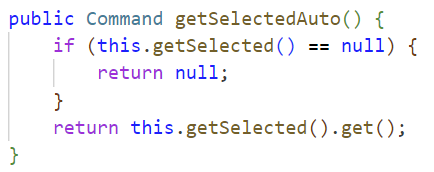 public Command getSelectedAuto() {
    if (this.getSelected() == null) {
        return null;
    }
    return this.getSelected().get();
}